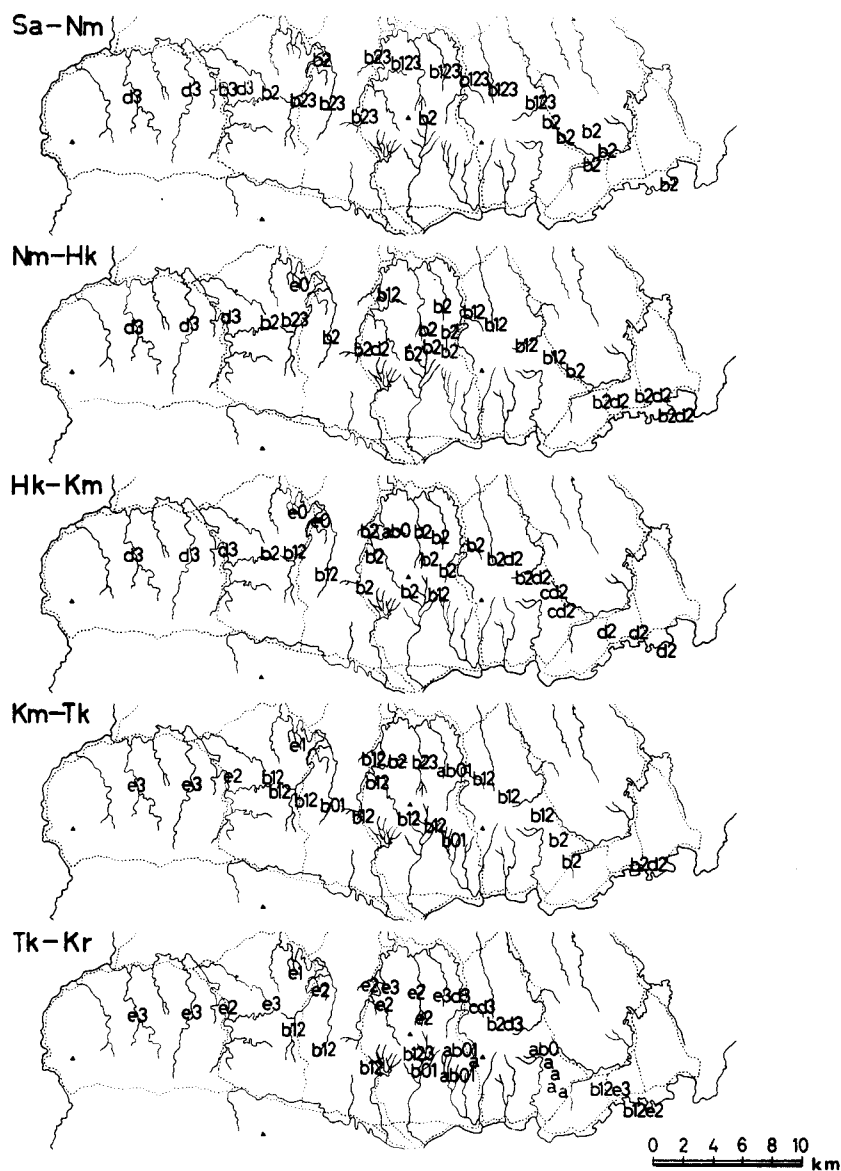 Sa-Nm
b2 b23 b123 b123
d3 d3 b3d3 b2 b23 b23 b123 b123 b123
b23 b2 b2 b2 b2
b2 b2
b2
Nm-Hk
e0 b12 b2 b12
d3 d3 d3 b2 b23 b2 b2 b12
b2 b2d2 b2 b2 b2 b12 b12
b2
b2d2 b2d2
b2d2
Hk-Km
e0 e0
b2 ab0 b2 b2 b2
d3 d3 d3 b2 b12 b2 b2 b2d2
b12 b2 b2 b2 b12 b2d2
cd2
cd2
d2 d2
d2
Km-Tk
e1
b12 b2 b23 ab01
e3 e3 e2 b12 b12 b12
b12 b12 b01 b12
b12 b12 b12 b01 b12
b2
b2
b2d2
Tk-Kr
e1
e2 e2 e3 e2 e3d3
e3 e3 e2 e3 e2 e2 cd3
b12 b2d3
b12 b123 ab01 ab0
b12 b01 ab01 a a
a
a a b12e3
b12e2
0 2 4 6 8 10
km